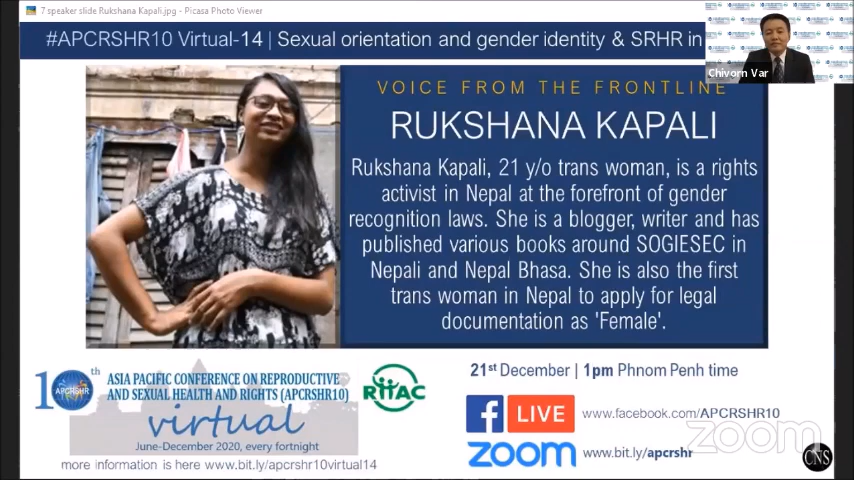 7 speaker slide Rukshana Kapali.jpg - Picasa Photo Viewer
#APCRSHR10 Virtual-14 | Sexual orientation and gender identity & SRHR in
Chivorn Var
VOICE FROM THE FRONTLINE
RUKSHANA KAPALI
Rukshana Kapali, 21 y/o trans woman, is a rights
activist in Nepal at the forefront of gender
recognition laws. She is a blogger, writer and has
published various books around SOGIESEC in
Nepali and Nepal Bhasa. She is also the first
trans woman in Nepal to apply for legal
documentation as 'Female'.
10th
APCRSHR
ASIA PACIFIC CONFERENCE ON REPRODUCTIVE
AND SEXUAL HEALTH AND RIGHTS (APCRSHR10)
virtual
June-December 2020, every fortnight
more information is here www.bit.ly/apcrshr10virtual14
21st December | 1pm Phnom Penh time
f LIVE www.facebook.com/APCRSHR10
zoom www.bit.ly/apcrshr
zoom
CNS